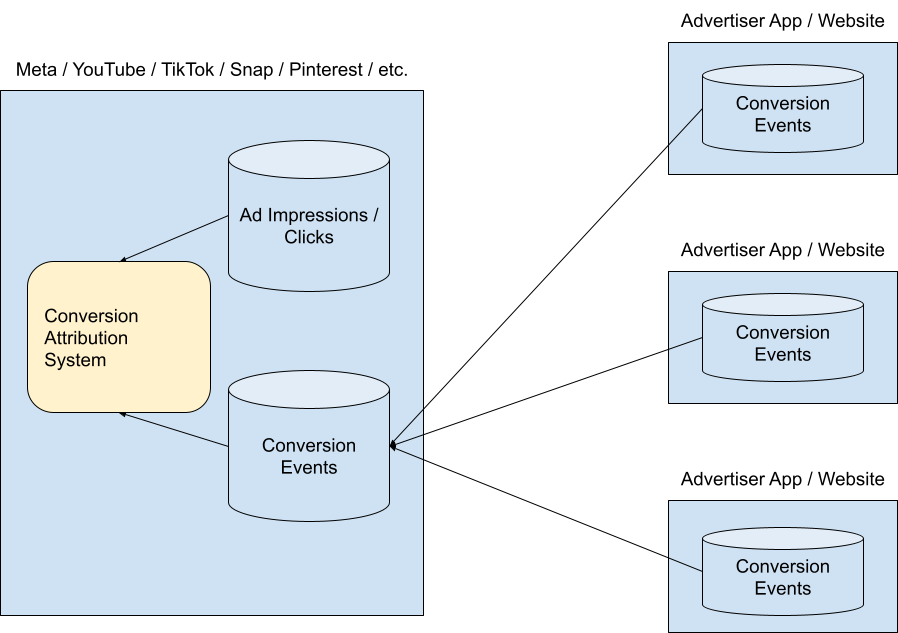 Meta / YouTube / TikTok / Snap / Pinterest / etc.
Ad Impressions /
Clicks
Conversion
Attribution
System
Conversion
Events
Advertiser App / Website
Conversion
Events
Advertiser App / Website
Conversion
Events
Advertiser App / Website
Conversion
Events